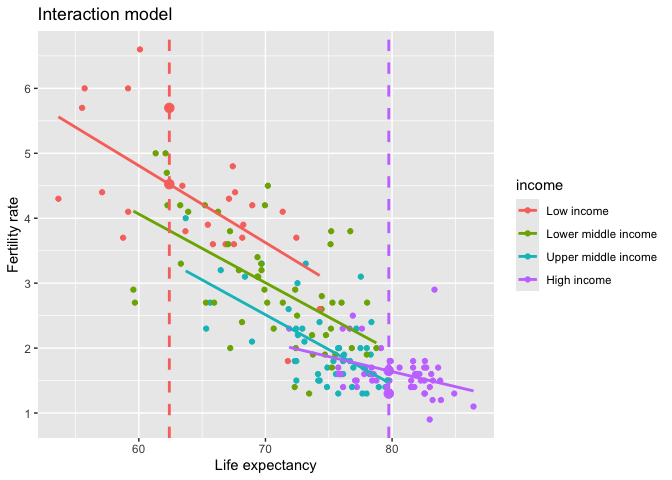 Interaction model
Fertility rate
6
5
4
3
2
1
60
70
80
Life expectancy
income
Low income
Lower middle income
Upper middle income
High income